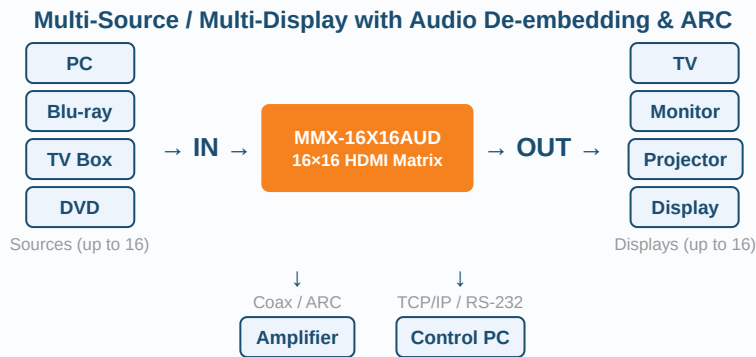 Multi-Source / Multi-Display with Audio De-embedding & ARC
PC
Blu-ray
TV Box
DVD
Sources (up to 16)
→ IN →
MMX-16X16AUD
16×16 HDMI Matrix
→ OUT →
TV
Monitor
Projector
Display
Displays (up to 16)
↓
Coax / ARC
Amplifier
↓
TCP/IP / RS-232
Control PC